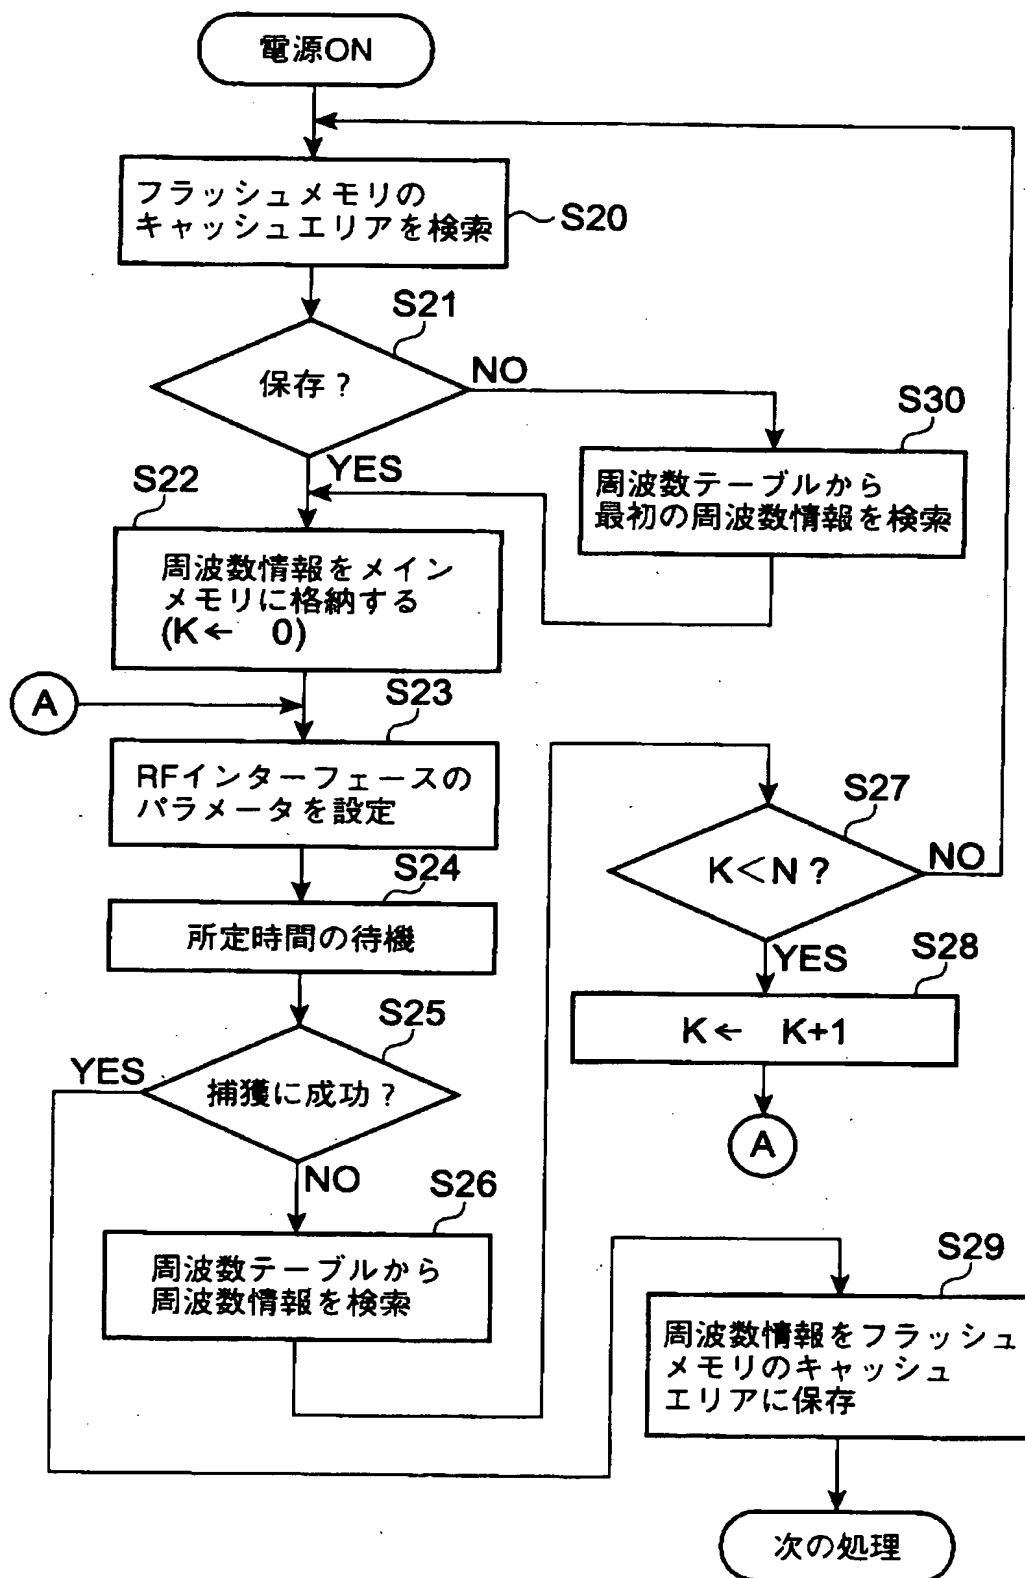 電源ON
フラッシュメモリの
キャッシュエリアを検索
S20
S21
保存?
NO
YES
S30
周波数テーブルから
最初の周波数情報を検索
S22
周波数情報をメイン
メモリに格納する
(K← 0)
A
S23
RFインターフェースの
パラメータを設定
S24
所定時間の待機
S25
捕獲に成功?
YES
NO
S26
周波数テーブルから
周波数情報を検索
S27
K<N?
NO
YES
S28
K← K+1
A
S29
周波数情報をフラッシュ
メモリのキャッシュ
エリアに保存
次の処理